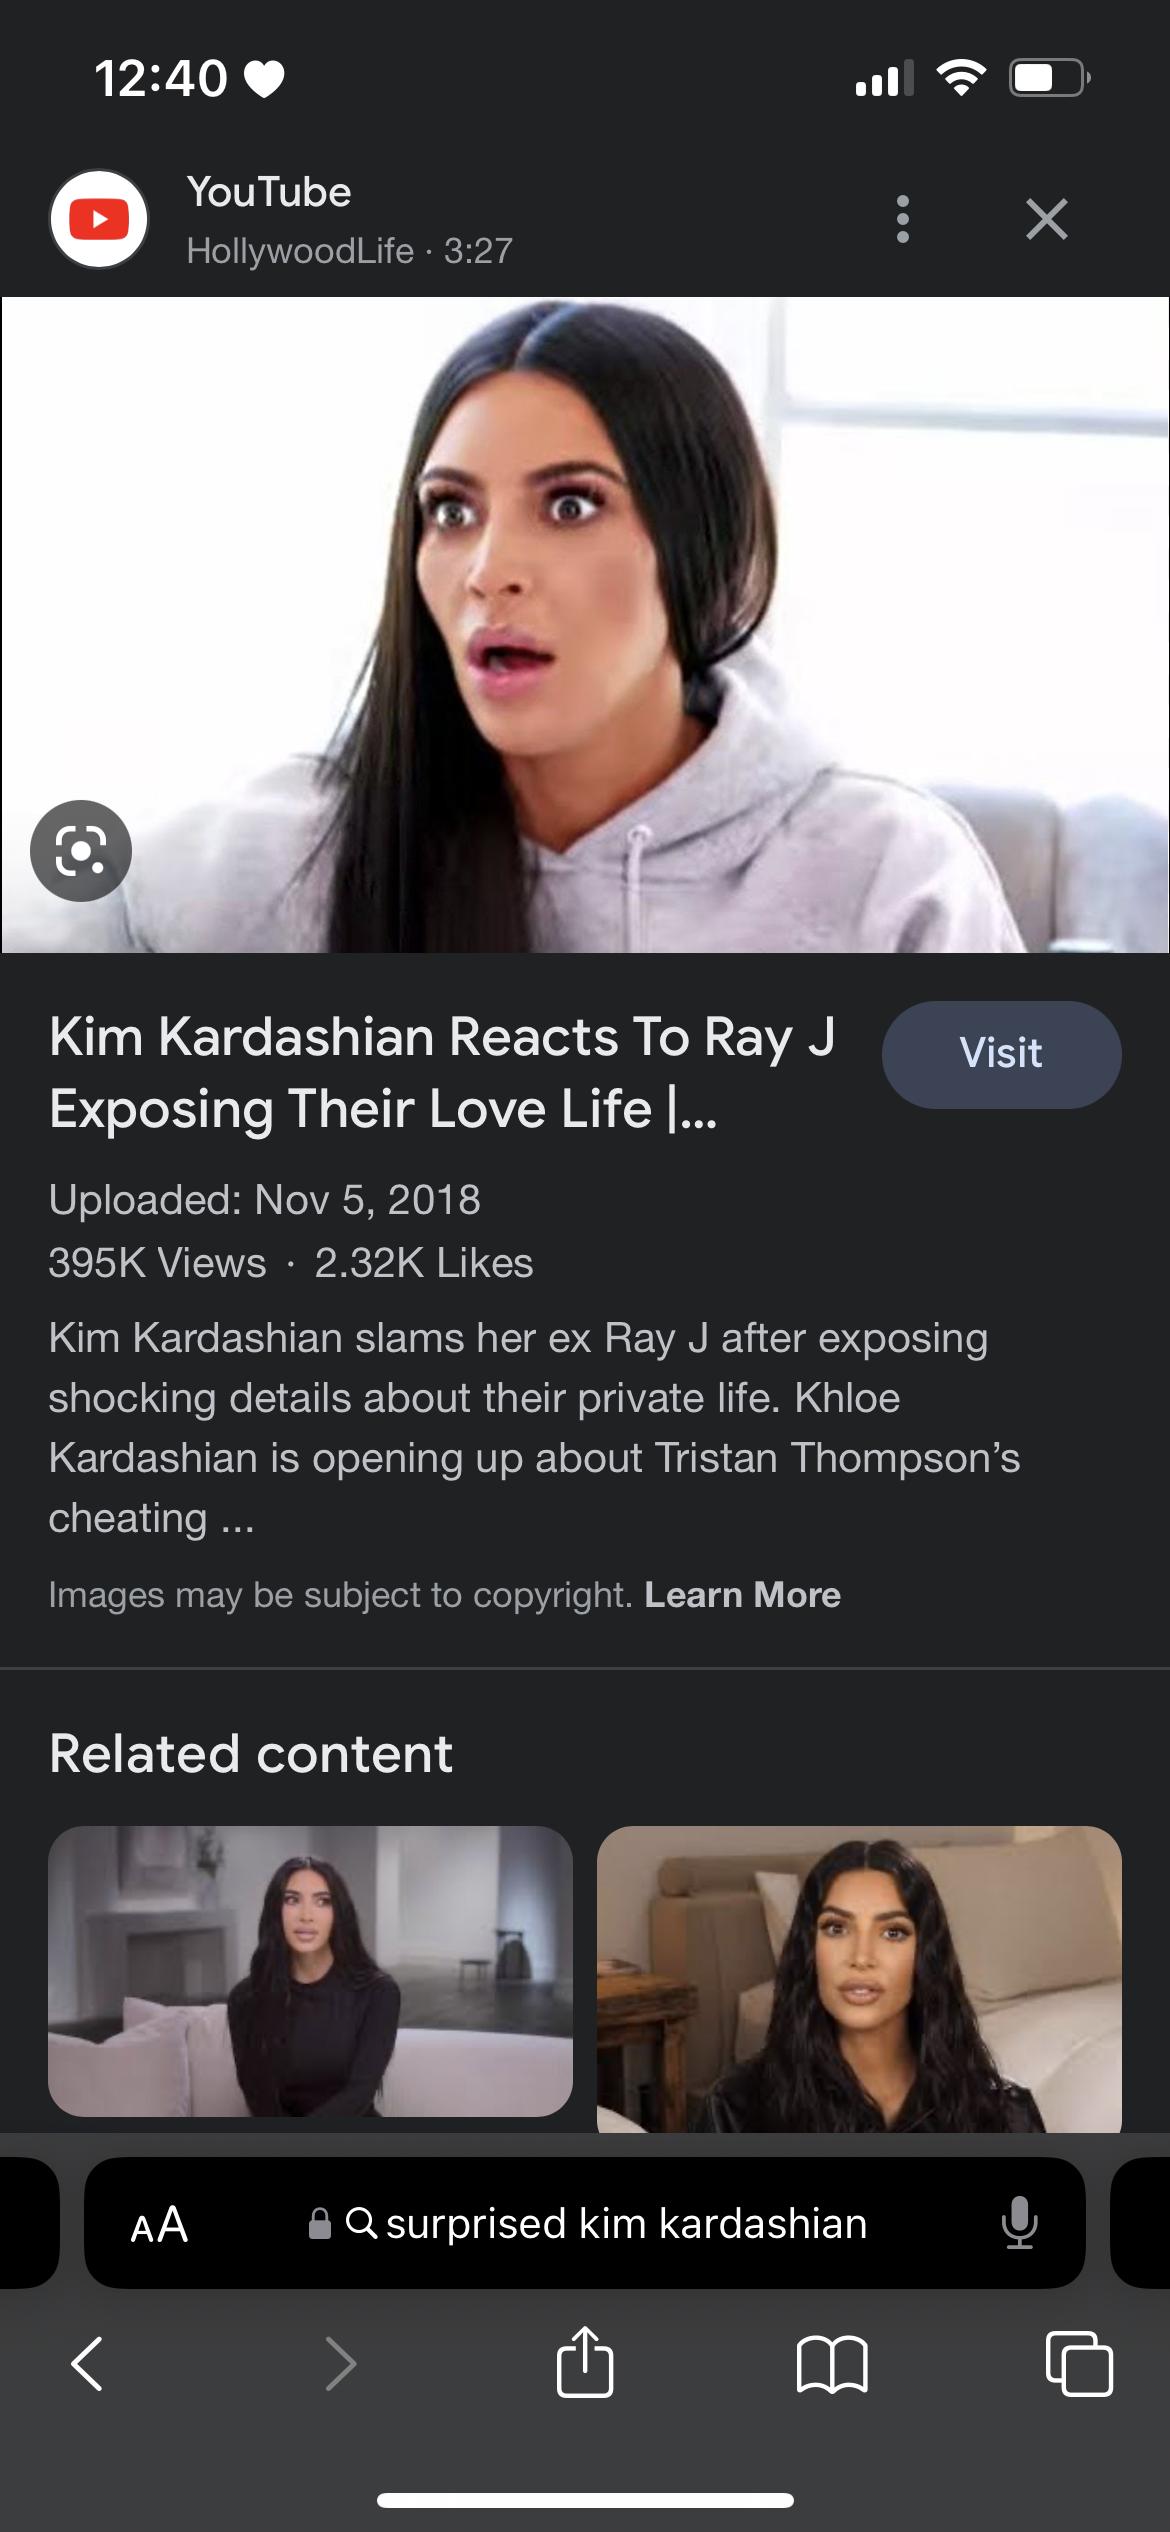 12:40
YouTube
HollywoodLife · 3:27
Kim Kardashian Reacts To Ray J
Exposing Their Love Life |...
Visit
Uploaded: Nov 5, 2018
395K Views · 2.32K Likes
Kim Kardashian slams her ex Ray J after exposing
shocking details about their private life. Khloe
Kardashian is opening up about Tristan Thompson’s
cheating ...
Images may be subject to copyright. Learn More
Related content
AA surprised kim kardashian